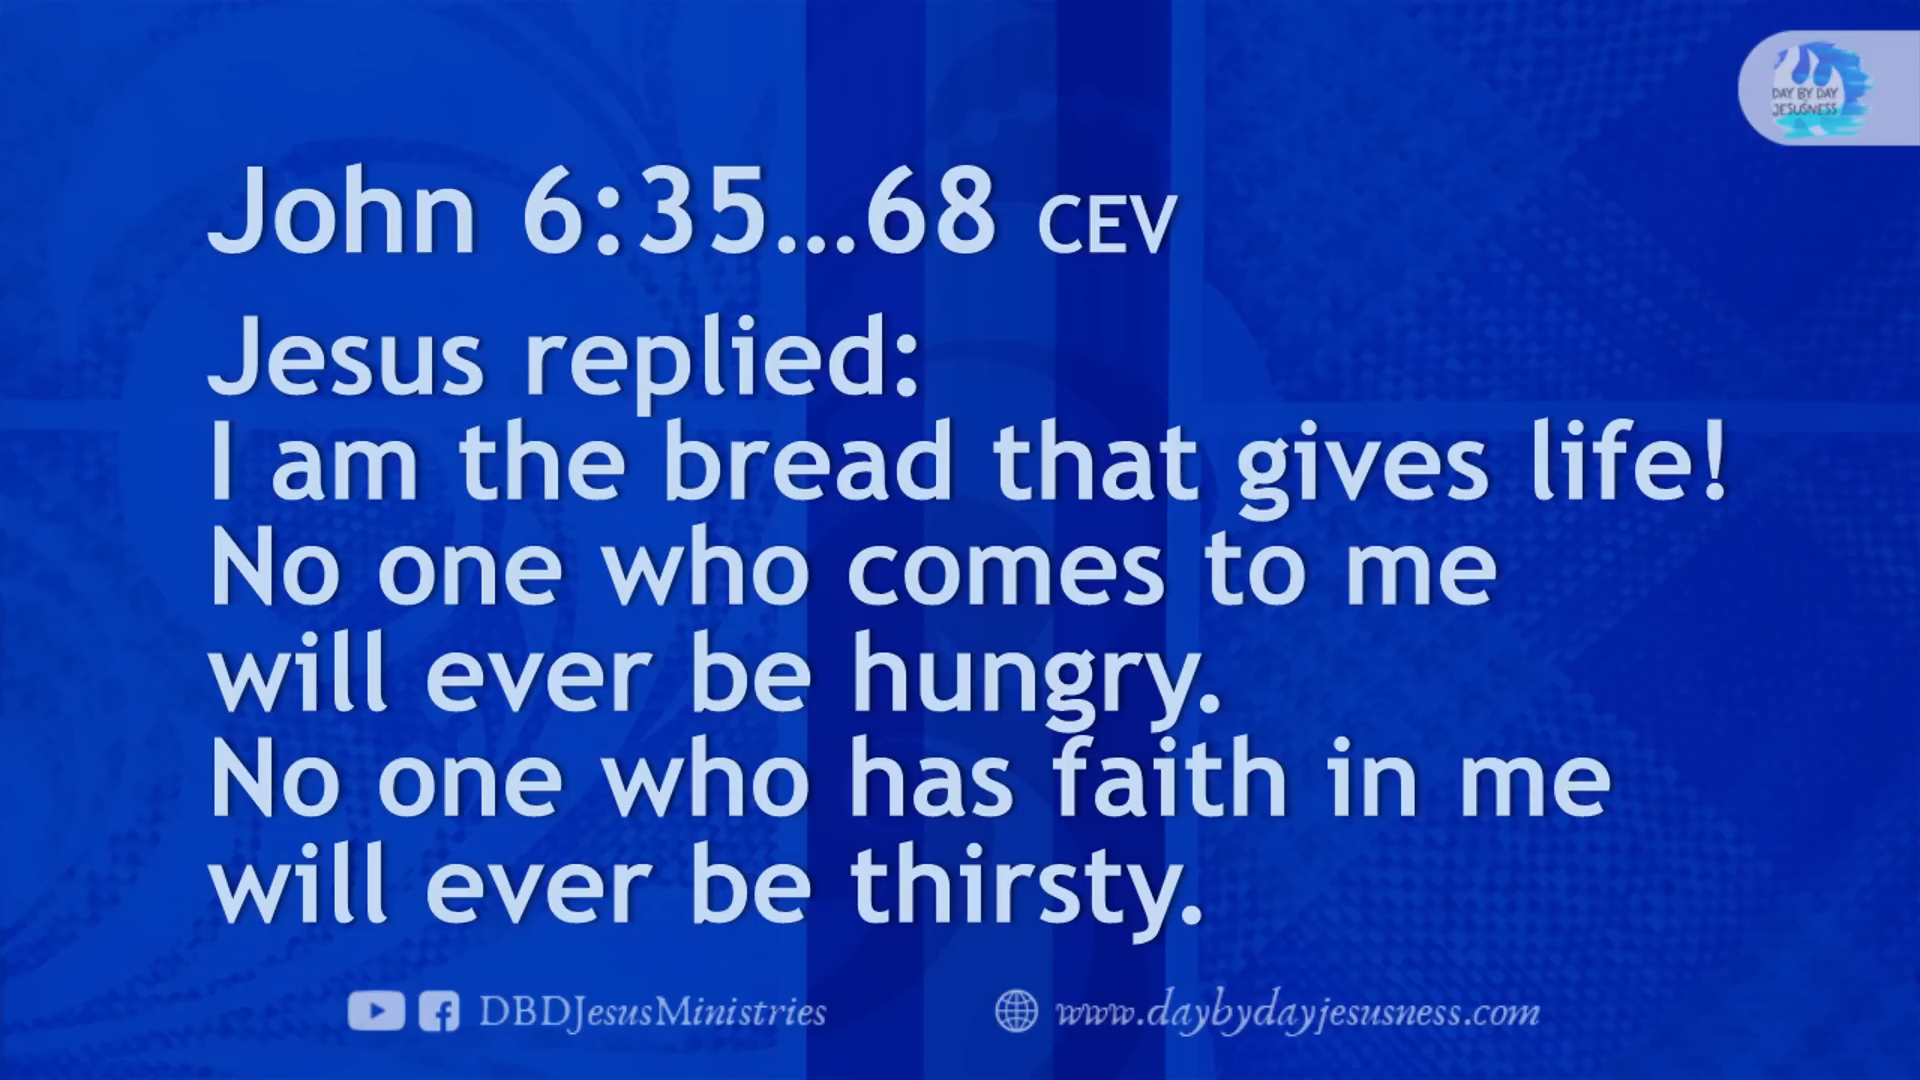 DAY BY DAY
JESUSNESS
John 6:35...68 CEV
Jesus replied:
I am the bread that gives life!
No one who comes to me
will ever be hungry.
No one who has faith in me
will ever be thirsty.
DBDJesusMinistries
www.daybydayjesusness.com